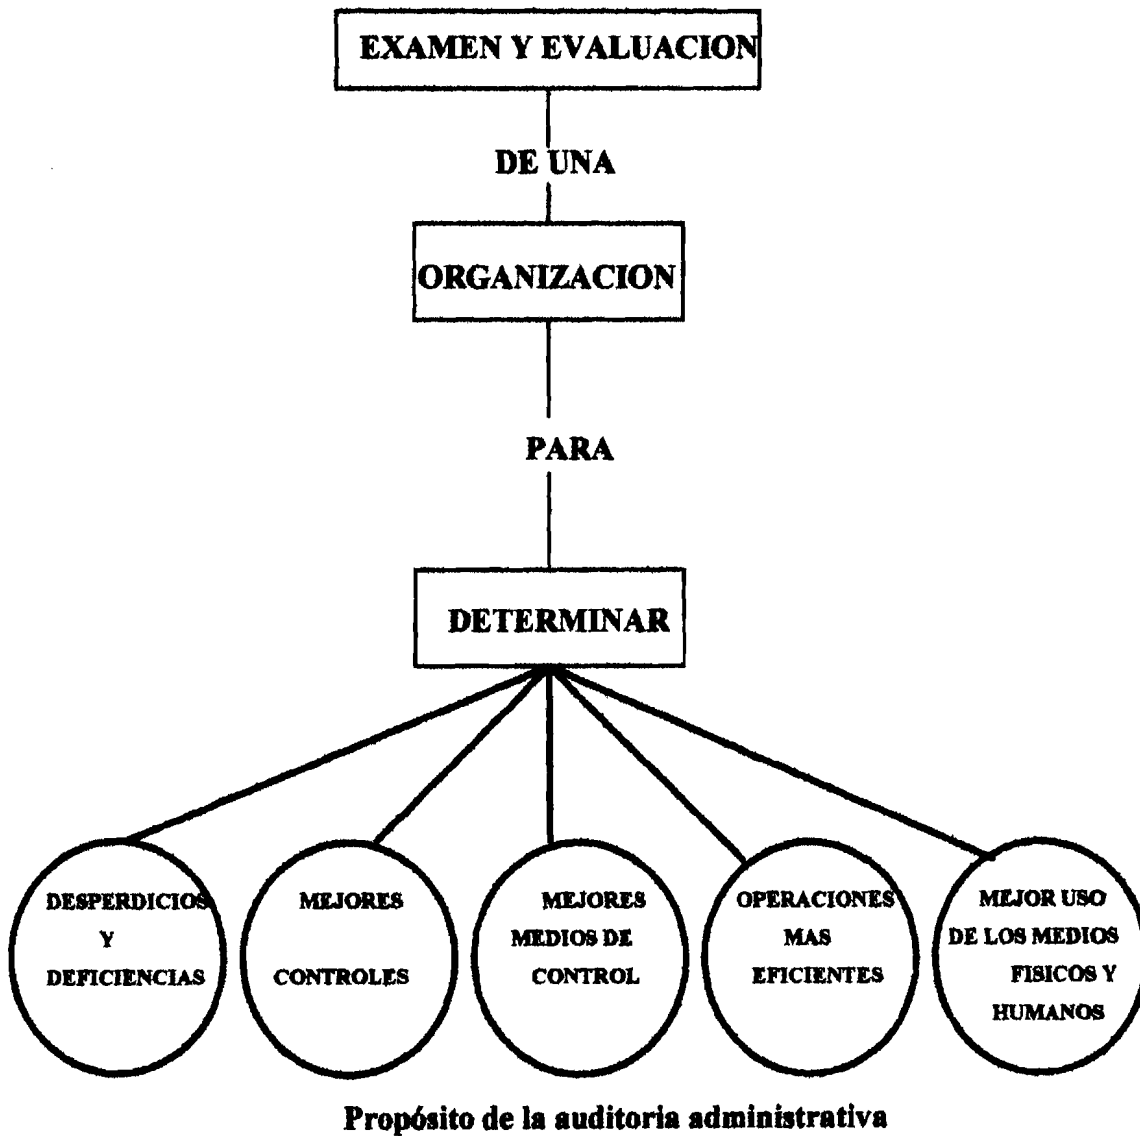 EXAMEN Y EVALUACION
DE UNA
ORGANIZACION
PARA
DETERMINAR
DESPERDICIOS
Y
DEFICIENCIAS
MEJORES
CONTROLES
MEJORES
MEDIOS DE
CONTROL
OPERACIONES
MAS
EFICIENTES
MEJOR USO
DE LOS MEDIOS
FISICOS Y
HUMANOS
Propósito de la auditoria administrativa